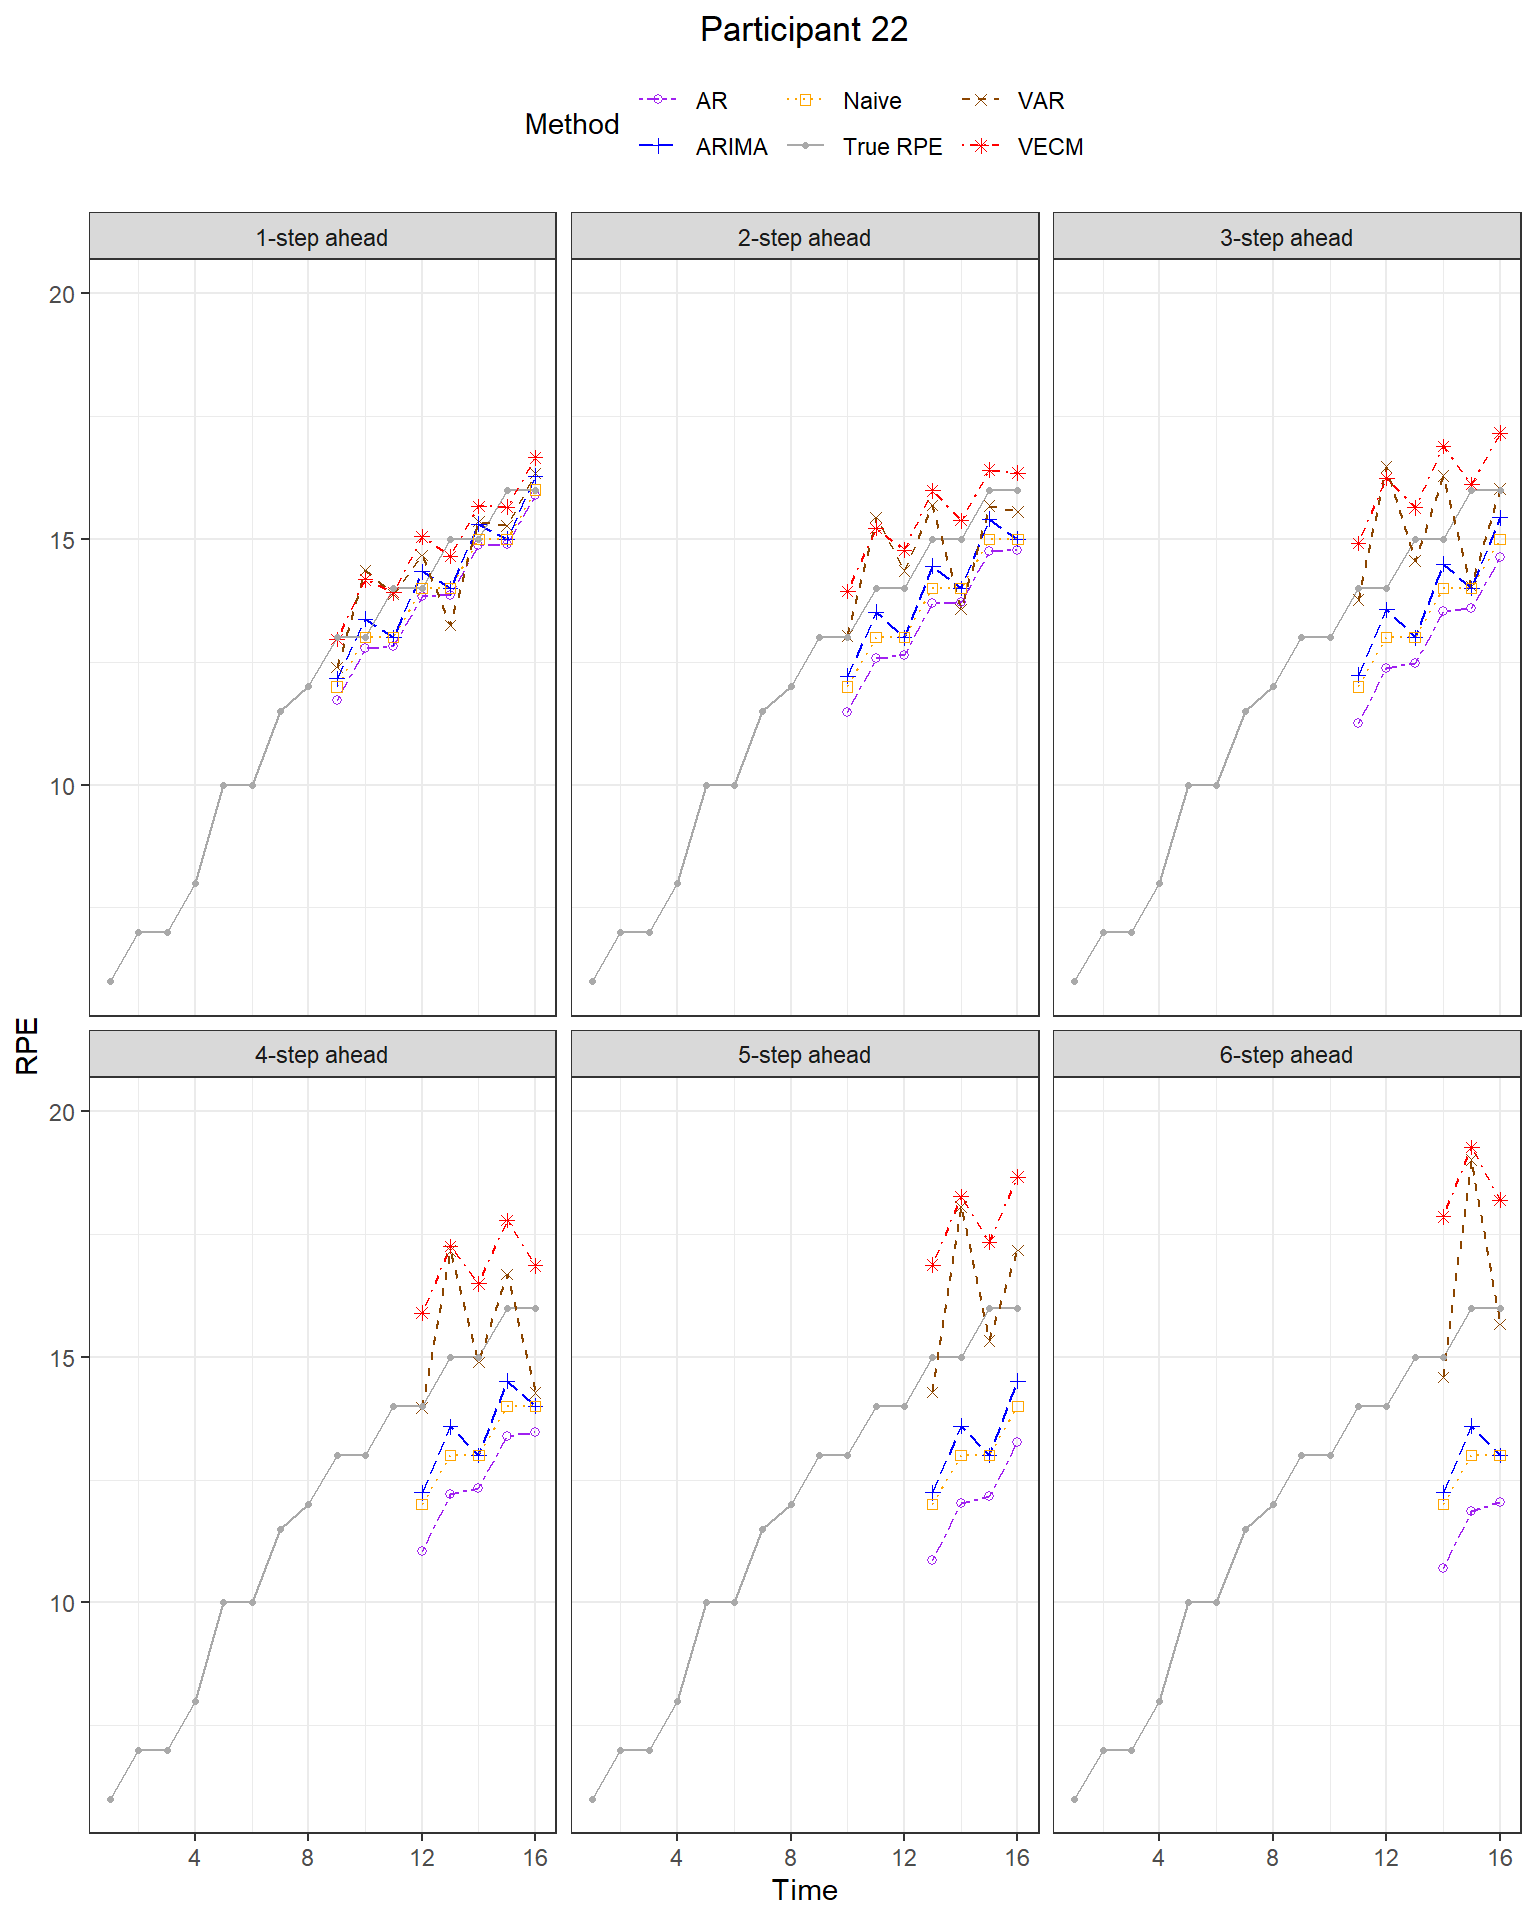 Participant 22
Method
AR
Naive
VAR
ARIMA
True RPE
VECM
1-step ahead
2-step ahead
3-step ahead
20
15
10
RPE
4-step ahead
5-step ahead
6-step ahead
20
15
10
4 8 12 16
4 8 12 16
4 8 12 16
Time